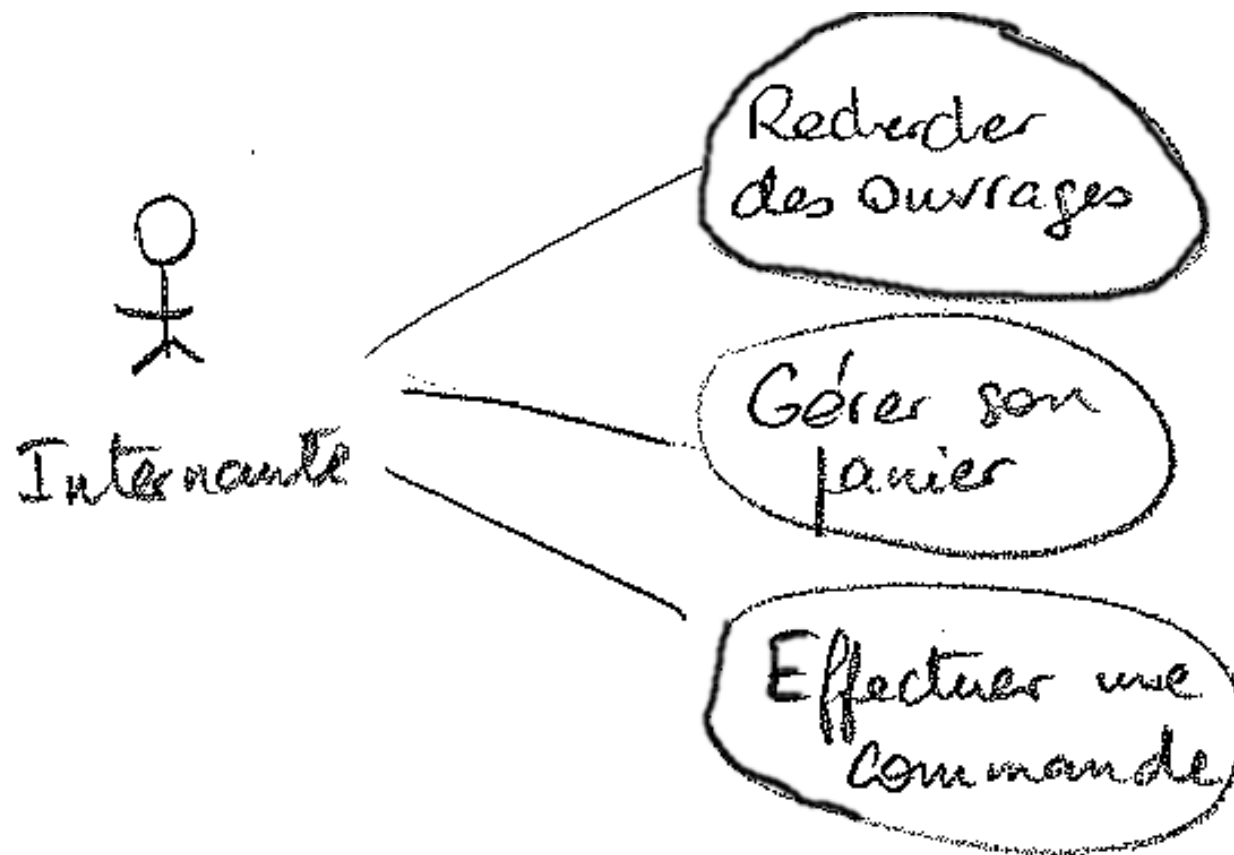 Rechercher
des ouvrages
Internaute
Gérer son
panier
Effectuer une
commande